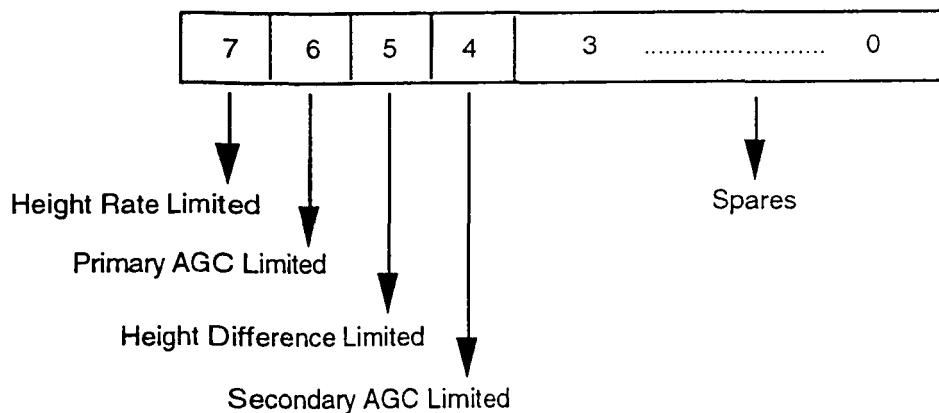 7 6 5 4 3 ........................ 0
Height Rate Limited
Spares
Primary AGC Limited
Height Difference Limited
Secondary AGC Limited